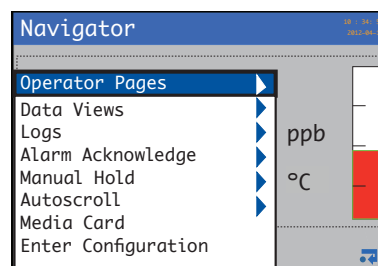 Navigator
Operator Pages
Data Views
Logs
Alarm Acknowledge
Manual Hold
Autoscroll
Media Card
Enter Configuration
ppb
°C